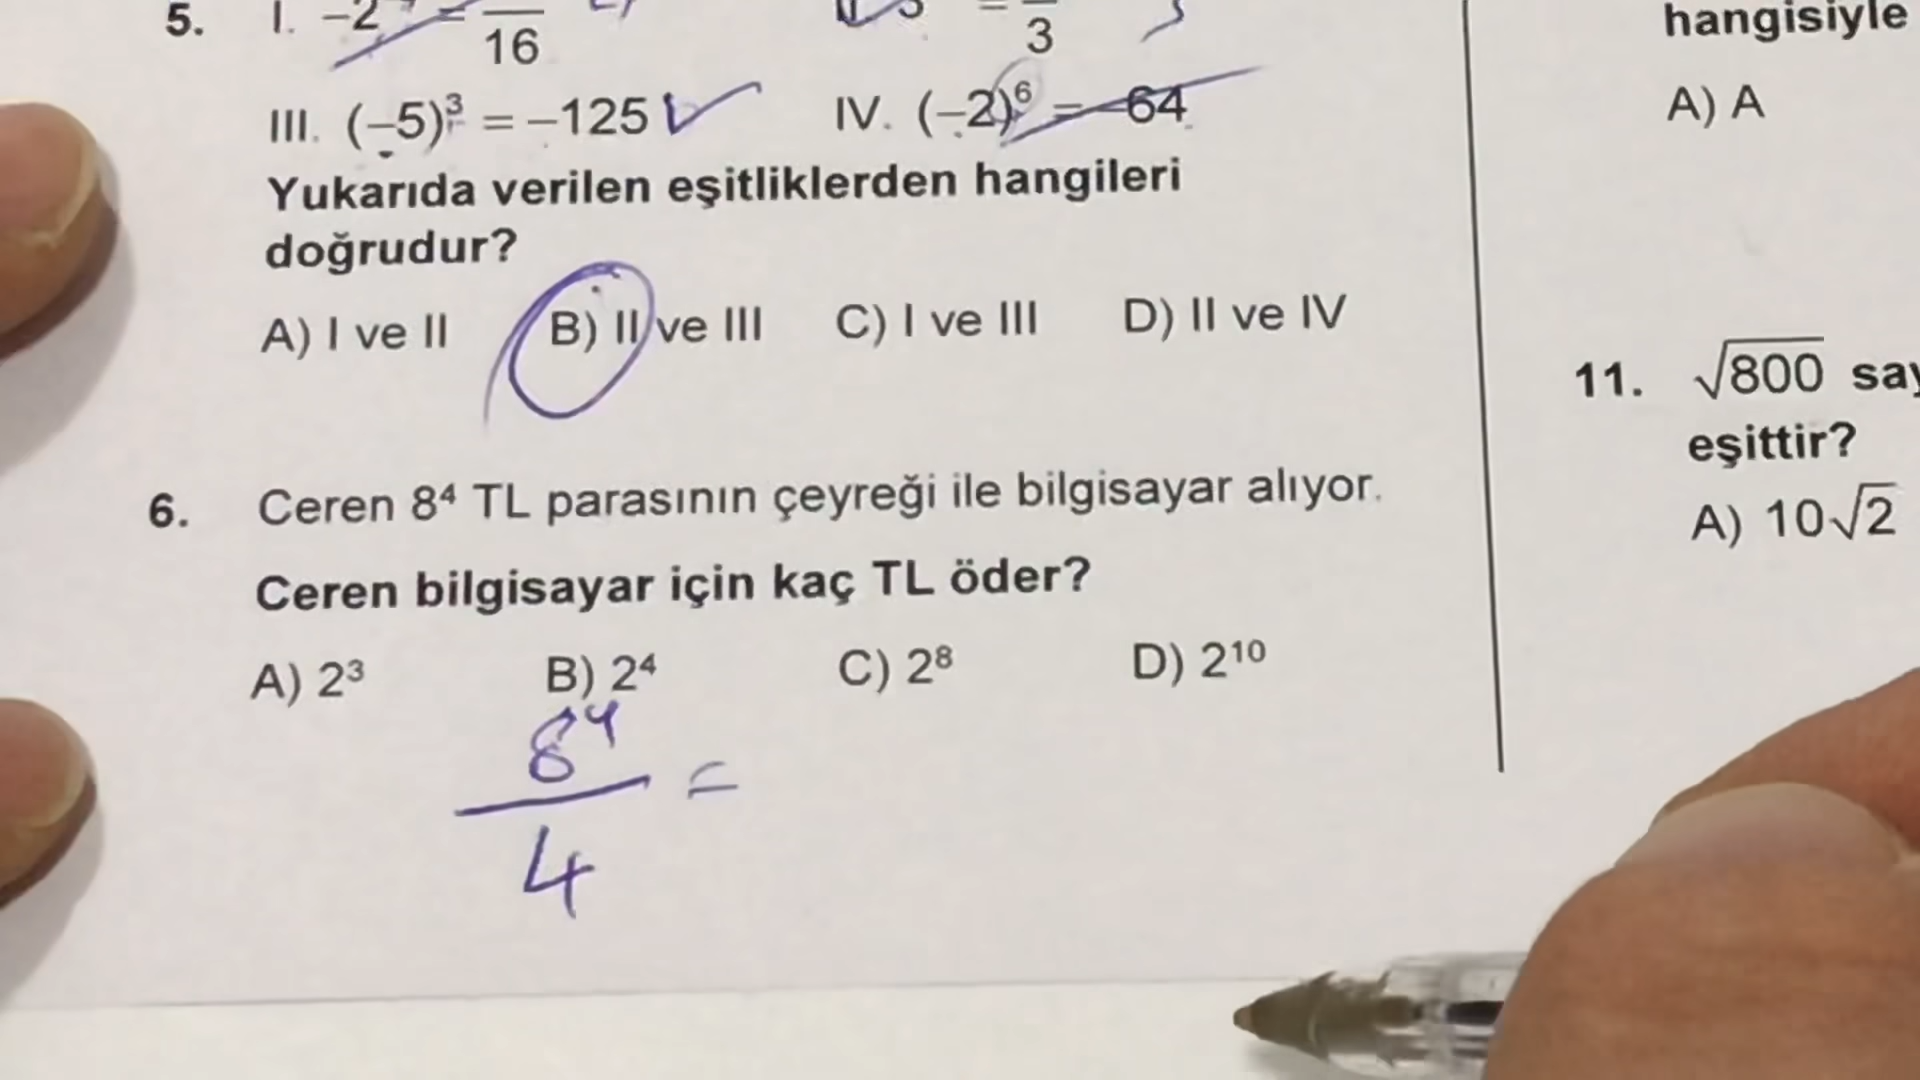 5. I. –2 = 16
= 3
III. (–5)³ = –125 IV. (–2)⁶ = –64
Yukarıda verilen eşitliklerden hangileri
doğrudur?
A) I ve II B) II ve III C) I ve III D) II ve IV
6. Ceren 8⁴ TL parasının çeyreği ile bilgisayar alıyor.
Ceren bilgisayar için kaç TL öder?
A) 2³ B) 2⁴ C) 2⁸ D) 2¹⁰
8⁴
=
4
hangisiyle
A) A
11. √800
eşittir?
A) 10√2